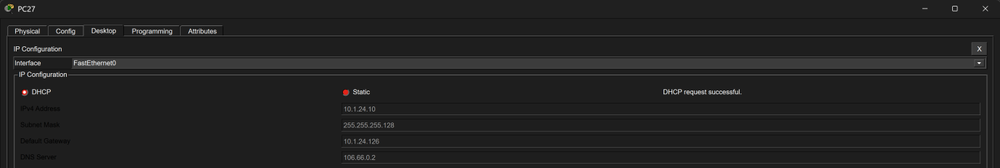 PC27
Physical Config Desktop Programming Attributes
IP Configuration X
Interface FastEthernet0
IP Configuration
DHCP Static DHCP request successful.
IPv4 Address 10.1.24.10
Subnet Mask 255.255.255.128
Default Gateway 10.1.24.126
DNS Server 106.66.0.2